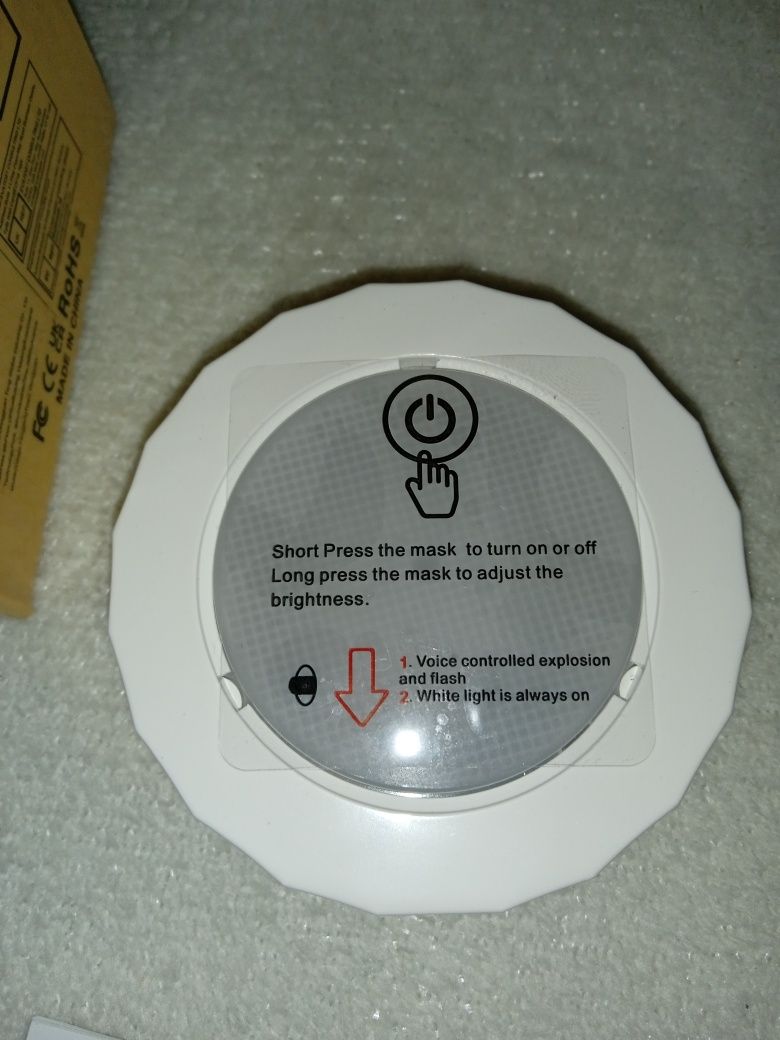 Short Press the mask to turn on or off
Long press the mask to adjust the
brightness.
1. Voice controlled explosion
and flash
2. White light is always on
FC CE UK CA RoHS
MADE IN CHINA